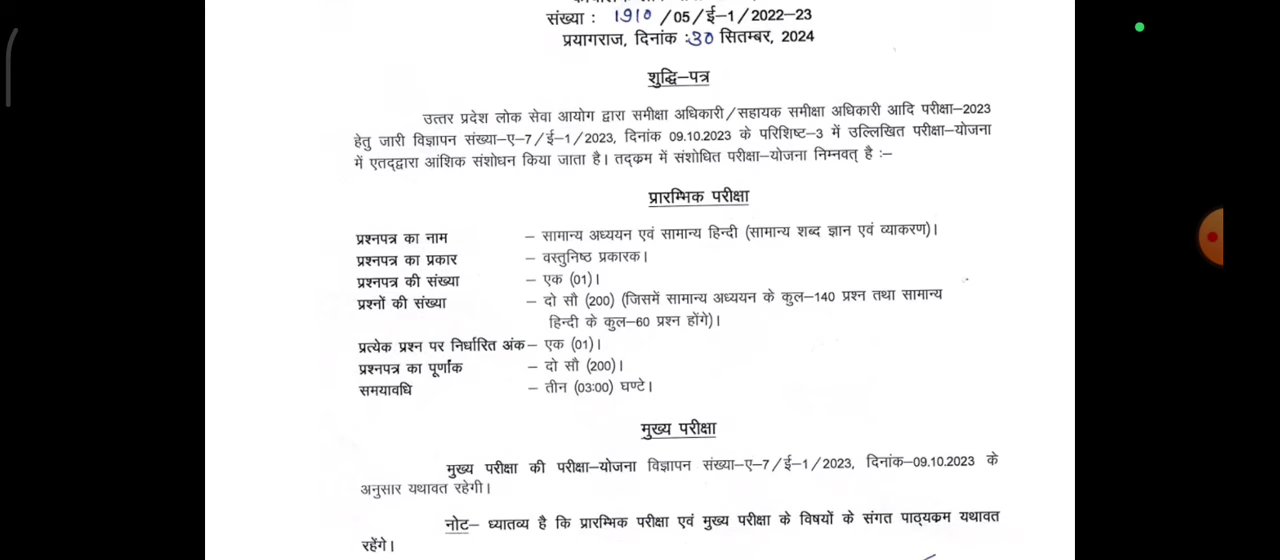 संख्या : 1910 /05/ई–1/2022–23
प्रयागराज, दिनांक :30 सितम्बर, 2024
शुद्धि–पत्र
उत्तर प्रदेश लोक सेवा आयोग द्वारा समीक्षा अधिकारी/सहायक समीक्षा अधिकारी आदि परीक्षा–2023
हेतु जारी विज्ञापन संख्या–ए–7/ई–1/2023, दिनांक 09.10.2023 के परिशिष्ट–3 में उल्लिखित परीक्षा–योजना
में एतद्द्वारा आंशिक संशोधन किया जाता है। तद्क्रम में संशोधित परीक्षा–योजना निम्नवत् है :–
प्रारम्भिक परीक्षा
प्रश्नपत्र का नाम – सामान्य अध्ययन एवं सामान्य हिन्दी (सामान्य शब्द ज्ञान एवं व्याकरण)।
प्रश्नपत्र का प्रकार – वस्तुनिष्ठ प्रकारक।
प्रश्नपत्र की संख्या – एक (01)।
प्रश्नों की संख्या – दो सौ (200) (जिसमें सामान्य अध्ययन के कुल–140 प्रश्न तथा सामान्य
हिन्दी के कुल–60 प्रश्न होंगे)।
प्रत्येक प्रश्न पर निर्धारित अंक – एक (01)।
प्रश्नपत्र का पूर्णांक – दो सौ (200)।
समयावधि – तीन (03:00) घण्टे।
मुख्य परीक्षा
मुख्य परीक्षा की परीक्षा–योजना विज्ञापन संख्या–ए–7/ई–1/2023, दिनांक–09.10.2023 के
अनुसार यथावत रहेगी।
नोट– ध्यातव्य है कि प्रारम्भिक परीक्षा एवं मुख्य परीक्षा के विषयों के संगत पाठ्यक्रम यथावत
रहेंगे।